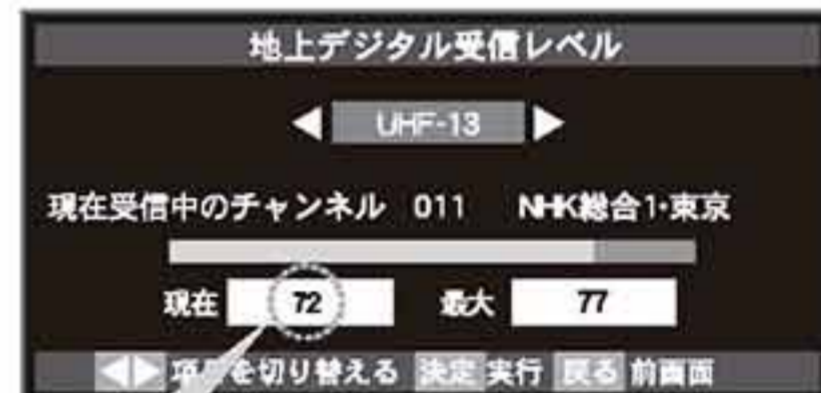 地上デジタル受信レベル
◀ UHF-13 ▶
現在受信中のチャンネル 011 NHK総合1・東京
現在 72 最大 77
◀▶ 項目を切り替える 決定 実行 戻る 前画面